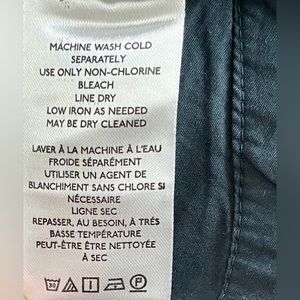 MACHINE WASH COLD
SEPARATELY
USE ONLY NON-CHLORINE
BLEACH
LINE DRY
LOW IRON AS NEEDED
MAY BE DRY CLEANED
LAVER À LA MACHINE À L'EAU
FROIDE SÉPARÉMENT
UTILISER UN AGENT DE
BLANCHIMENT SANS CHLORE SI
NÉCESSAIRE
LIGNE SEC
REPASSER, AU BESOIN, À TRÉS
BASSE TEMPÉRATURE
PEUT-ÊTRE ÊTRE NETTOYÉE
À SEC